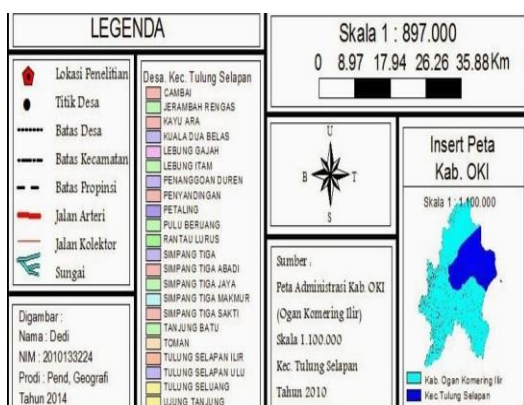 LEGENDA
Lokasi Penelitian
Titik Desa
Batas Desa
Batas Kecamatan
Batas Propinsi
Jalan Arteri
Jalan Kolektor
Sungai
Desa. Kec. Tulung Selapan
CAMBAI
JERAMBAH RENGAS
KAYU ARA
KUALA DUA BELAS
LEBUNG GAJAH
LEBUNG ITAM
PENANGGOAN DUREN
PENYANDINGAN
PETALING
PULU BERUANG
RANTAU LURUS
SIMPANG TIGA
SIMPANG TIGA ABADI
SIMPANG TIGA JAYA
SIMPANG TIGA MAKMUR
SIMPANG TIGA SAKTI
TANJUNG BATU
TOMAN
TULUNG SELAPAN ILIR
TULUNG SELAPAN ULU
TULUNG SELUANG
UJUNG TANJUNG
Digambar :
Nama : Dedi
NIM : 2010133224
Prodi : Pend, Geografi
Tahun 2014
Skala 1 : 897.000
0 8.97 17.94 26.26 35.88 Km
U
B T
S
Sumber :
Peta Administrasi Kab. OKI
(Ogan Komering Ilir)
Skala 1.100.000
Kec. Tulung Selapan
Tahun 2010
Insert Peta
Kab. OKI
Skala 1 : 1.100.000
Kab. Ogan Komering Ilir
Kec Tulung Selapan